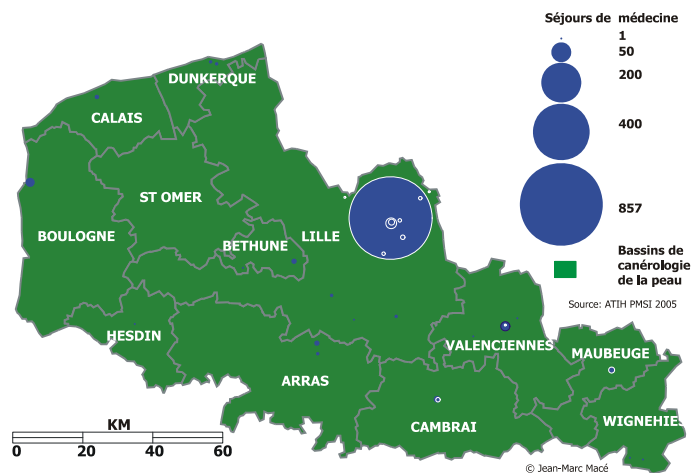 Séjours de médecine
1
50
200
400
857
Bassins de
canérologie
de la peau
Source: ATIH PMSI 2005
DUNKERQUE
CALAIS
ST OMER
BOULOGNE
BETHUNE
LILLE
HESDIN
VALENCIENNES
MAUBEUGE
ARRAS
CAMBRAI
WIGNEHIES
KM
0 20 40 60
© Jean-Marc Macé